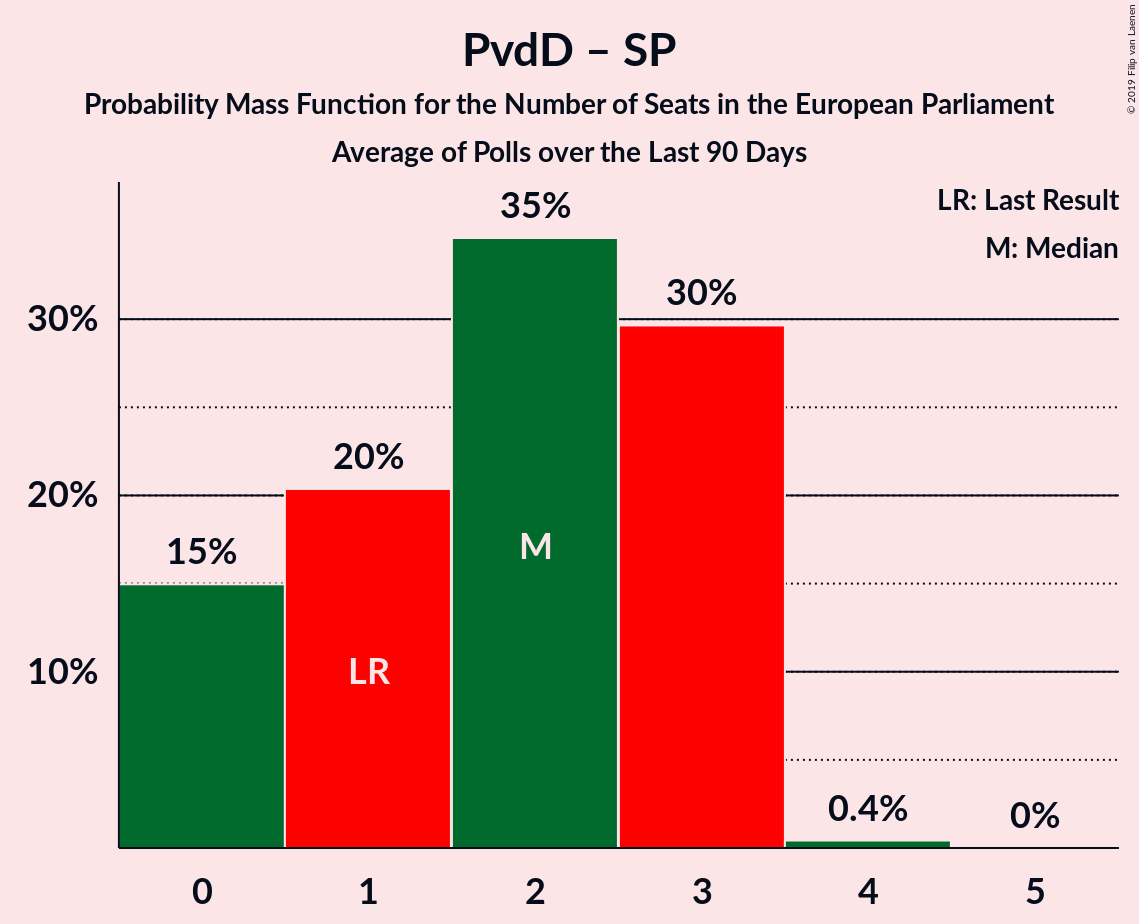 PvdD – SP
Probability Mass Function for the Number of Seats in the European Parliament
Average of Polls over the Last 90 Days
© 2019 Filip van Laenen
LR: Last Result
M: Median
35%
30%
30%
20%
20%
15%
M
LR
10%
0.4%
0%
0 1 2 3 4 5